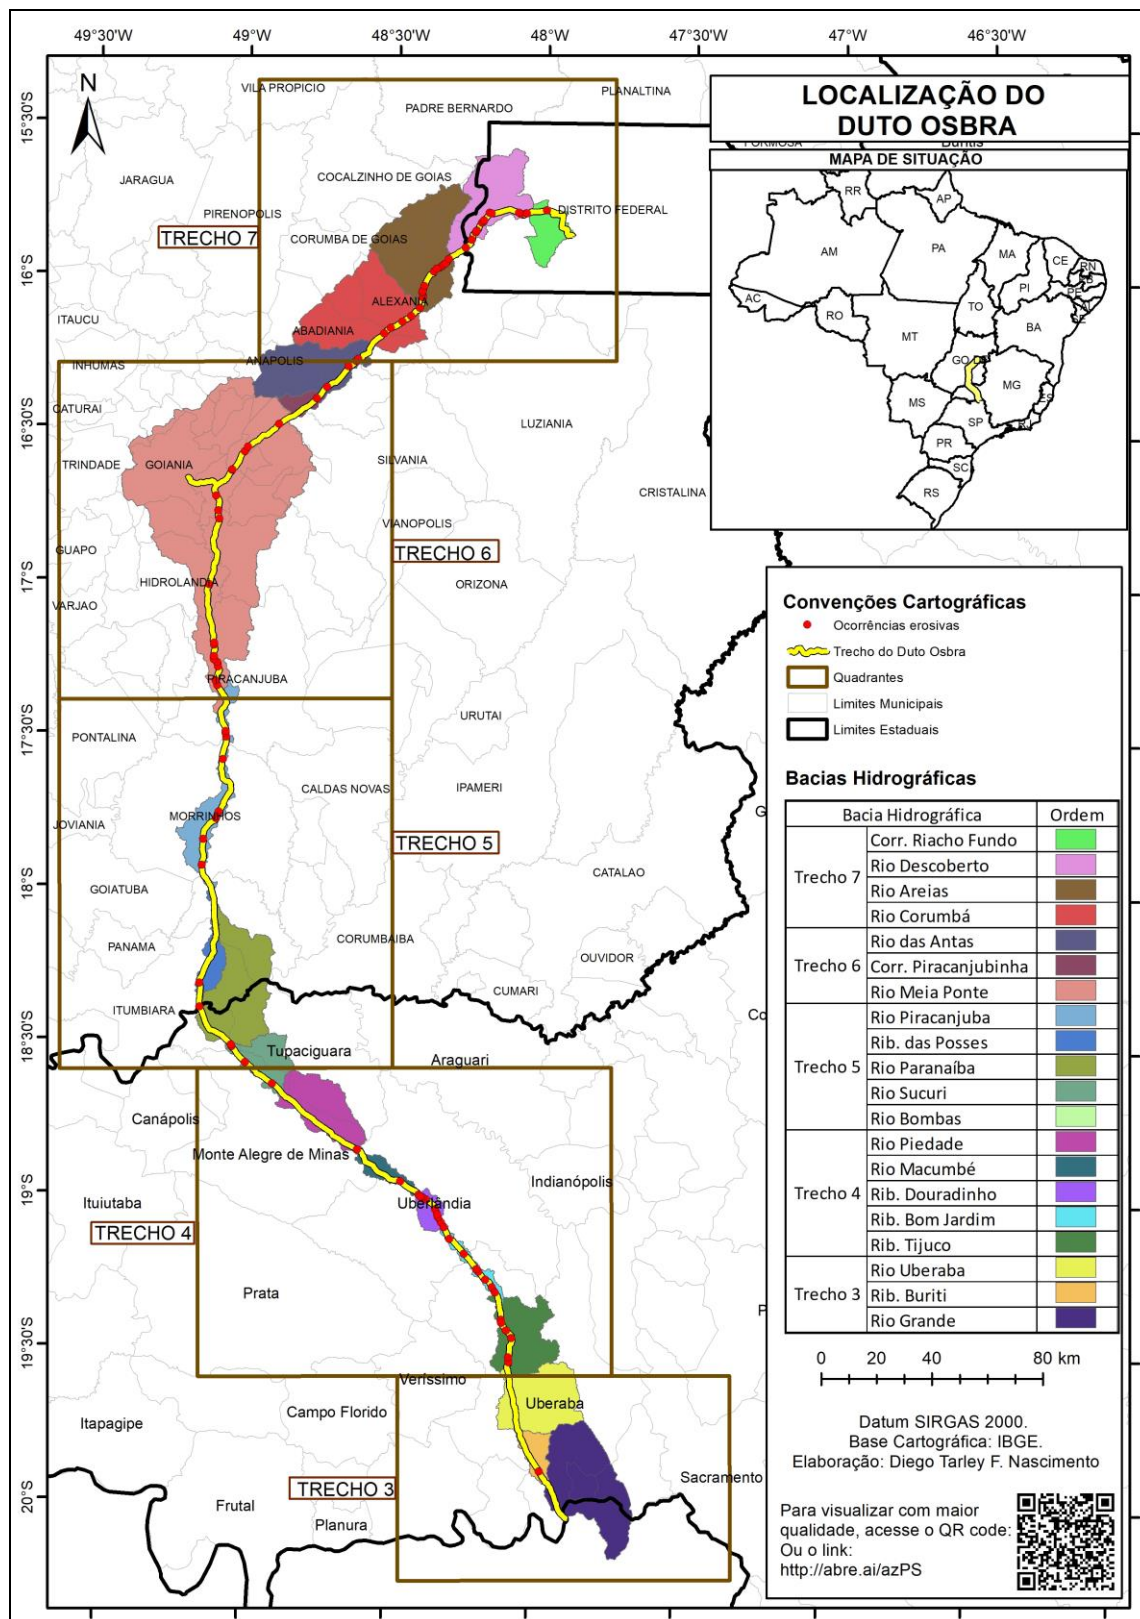 49°30'W 49°W 48°30'W 48°W 47°30'W 47°W 46°30'W
N
15°30'S
16°S
16°30'S
17°S
17°30'S
18°S
18°30'S
19°S
19°30'S
20°S
VILA PROPICIO
PLANALTINA
PADRE BERNARDO
FORMOSA
JARAGUA
COCALZINHO DE GOIAS
PIRENOPOLIS
DISTRITO FEDERAL
TRECHO 7
CORUMBA DE GOIAS
ALEXANIA
ITAUCU
ABADIANIA
INHUMAS
ANAPOLIS
CATURAI
LUZIANIA
TRINDADE
GOIANIA
SILVANIA
CRISTALINA
VIANOPOLIS
GUAPO
TRECHO 6
HIDROLANDIA
ORIZONA
VARJAO
PIRACANJUBA
URUTAI
PONTALINA
CALDAS NOVAS
IPAMERI
MORRINHOS
JOVIANIA
TRECHO 5
GOIATUBA
CATALAO
PANAMA
CORUMBAIBA
OUVIDOR
CUMARI
ITUMBIARA
Tupaciguara
Araguari
Canápolis
Monte Alegre de Minas
Indianópolis
Ituiutaba
Uberlândia
TRECHO 4
Prata
Veríssimo
Uberaba
Itapagipe
Campo Florido
Sacramento
TRECHO 3
Frutal
Planura
LOCALIZAÇÃO DO
DUTO OSBRA
MAPA DE SITUAÇÃO
RR
AP
AM
PA
MA
CE
RN
PI
AC
RO
TO
BA
MT
GO
MG
ES
MS
SP
RJ
PR
SC
RS
Convenções Cartográficas
Ocorrências erosivas
Trecho do Duto Osbra
Quadrantes
Limites Municipais
Limites Estaduais
Bacias Hidrográficas
Bacia Hidrográfica Ordem
Trecho 7
Corr. Riacho Fundo
Rio Descoberto
Rio Areias
Rio Corumbá
Trecho 6
Rio das Antas
Corr. Piracanjubinha
Rio Meia Ponte
Trecho 5
Rio Piracanjuba
Rib. das Posses
Rio Paranaíba
Rio Sucuri
Rio Bombas
Trecho 4
Rio Piedade
Rio Macumbé
Rib. Douradinho
Rib. Bom Jardim
Rib. Tijuco
Trecho 3
Rio Uberaba
Rib. Buriti
Rio Grande
0 20 40 80 km
Datum SIRGAS 2000.
Base Cartográfica: IBGE.
Elaboração: Diego Tarley F. Nascimento
Para visualizar com maior
qualidade, acesse o QR code:
Ou o link:
http://abre.ai/azPS